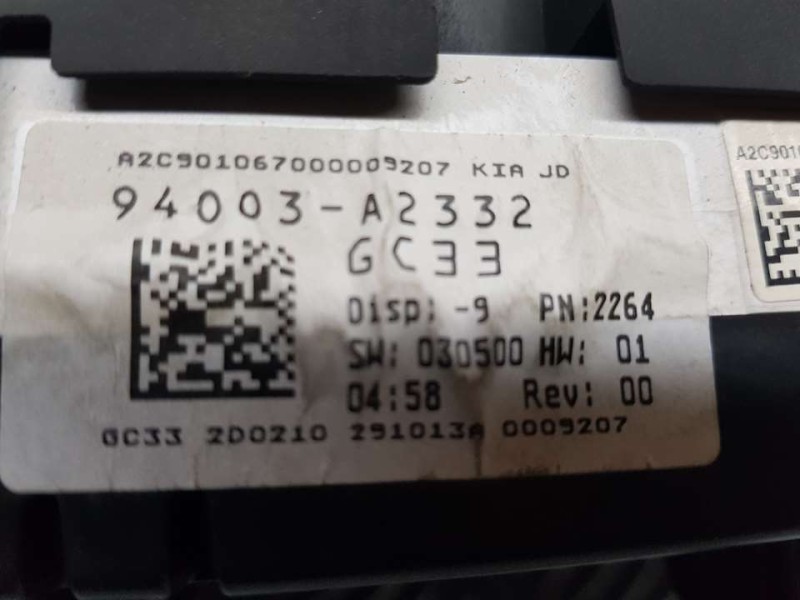 A2C9010670000009207 KIA JD
94003-A2332
GC33
Disp: -9 PN:2264
SW: 030500 HW: 01
04:58 Rev: 00
GC33 2D0210 291013A 0009207